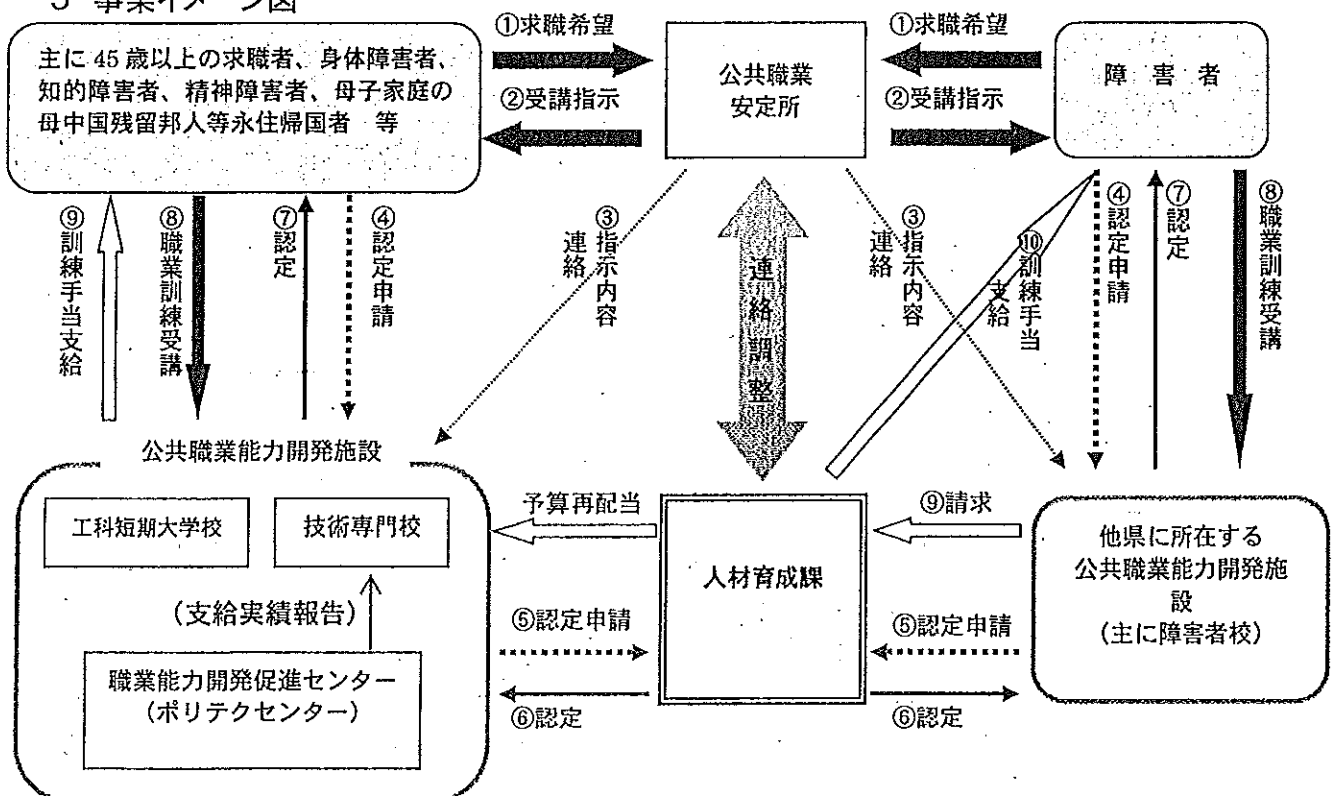 5 事業イメージ図
主に 45 歳以上の求職者、身体障害者、
知的障害者、精神障害者、母子家庭の
母中国残留邦人等永住帰国者 等
①求職希望
②受講指示
公共職業
安定所
①求職希望
②受講指示
障 害 者
⑨訓練手当支給
⑧職業訓練受講
⑦認定
④認定申請
③指示内容
連絡
連絡調整
③指示内容
連絡
⑩訓練手当
支給
④認定申請
⑦認定
⑧職業訓練受講
公共職業能力開発施設
工科短期大学校
技術専門校
(支給実績報告)
職業能力開発促進センター
(ポリテクセンター)
予算再配当
⑤認定申請
⑥認定
人材育成課
⑨請求
⑤認定申請
⑥認定
他県に所在する
公共職業能力開発施
設
(主に障害者校)